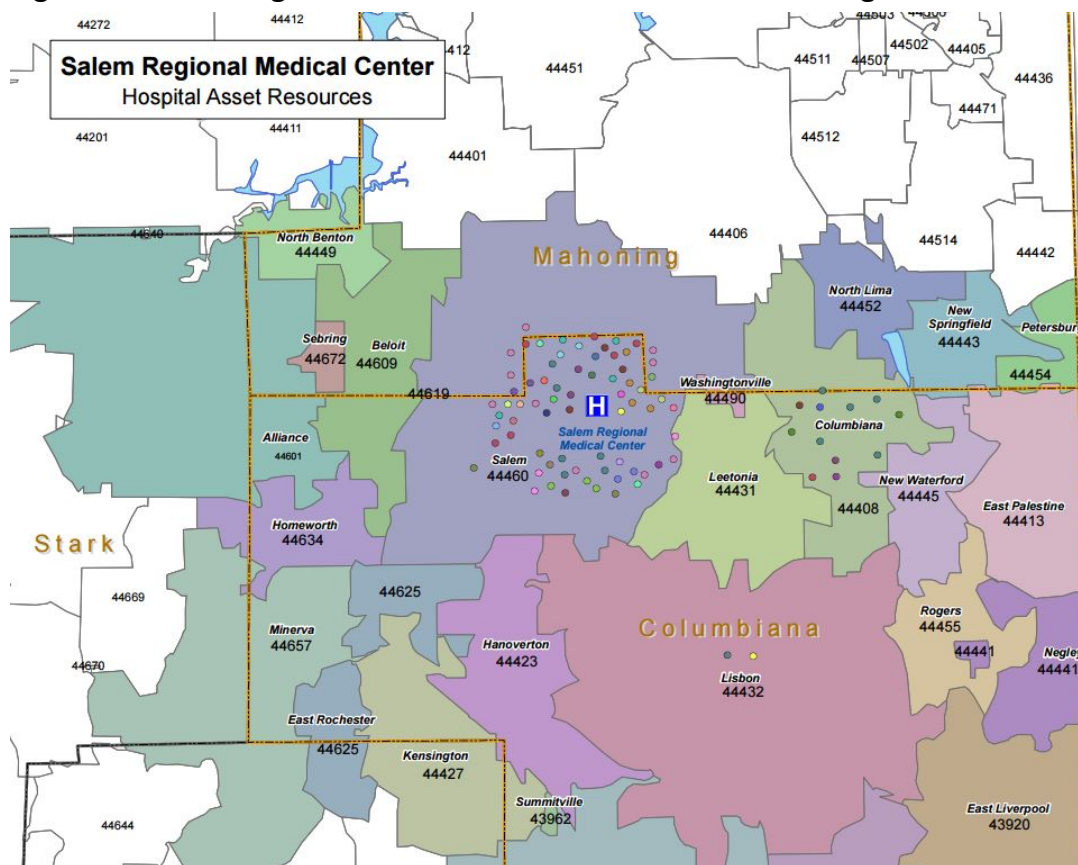 44272
44412
44412
44451
44503
44502
44405
44511
44507
44436
Salem Regional Medical Center
Hospital Asset Resources
44471
44201
44411
44401
44512
44406
44514
44442
44640
North Benton
44449
Mahoning
North Lima
44452
New
Springfield
44443
Petersbur
44454
Sebring
44672
Beloit
44609
44619
Washingtonville
44490
H
Salem Regional
Medical Center
Columbiana
Alliance
44601
Salem
44460
Leetonia
44431
New Waterford
44445
44408
East Palestine
44413
Homeworth
44634
Stark
44669
44625
Minerva
44657
Hanoverton
44423
Columbiana
Rogers
44455
44441
Negley
44441
44670
Lisbon
44432
East Rochester
44625
Kensington
44427
Summitville
43962
East Liverpool
43920
44644